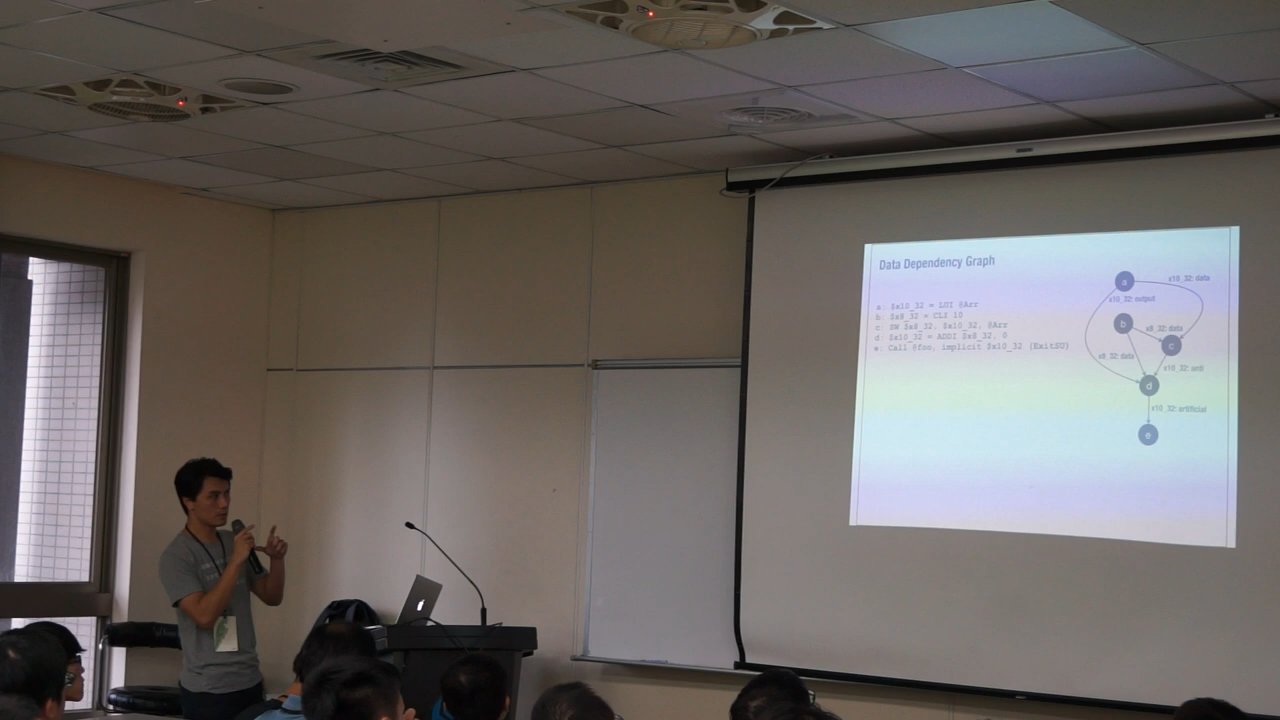 Data Dependency Graph
a: $x10_32 = LUI @Arr
b: $x8_32 = CLI 10
c: SW $x8_32, $x10_32, @Arr
d: $x10_32 = ADDI $x8_32, 0
e: Call @foo, implicit $x10_32 (ExitSU)
a
x10_32: data
x10_32: output
b
x8_32: data
c
x8_32: data
x10_32: anti
d
x10_32: artificial
e